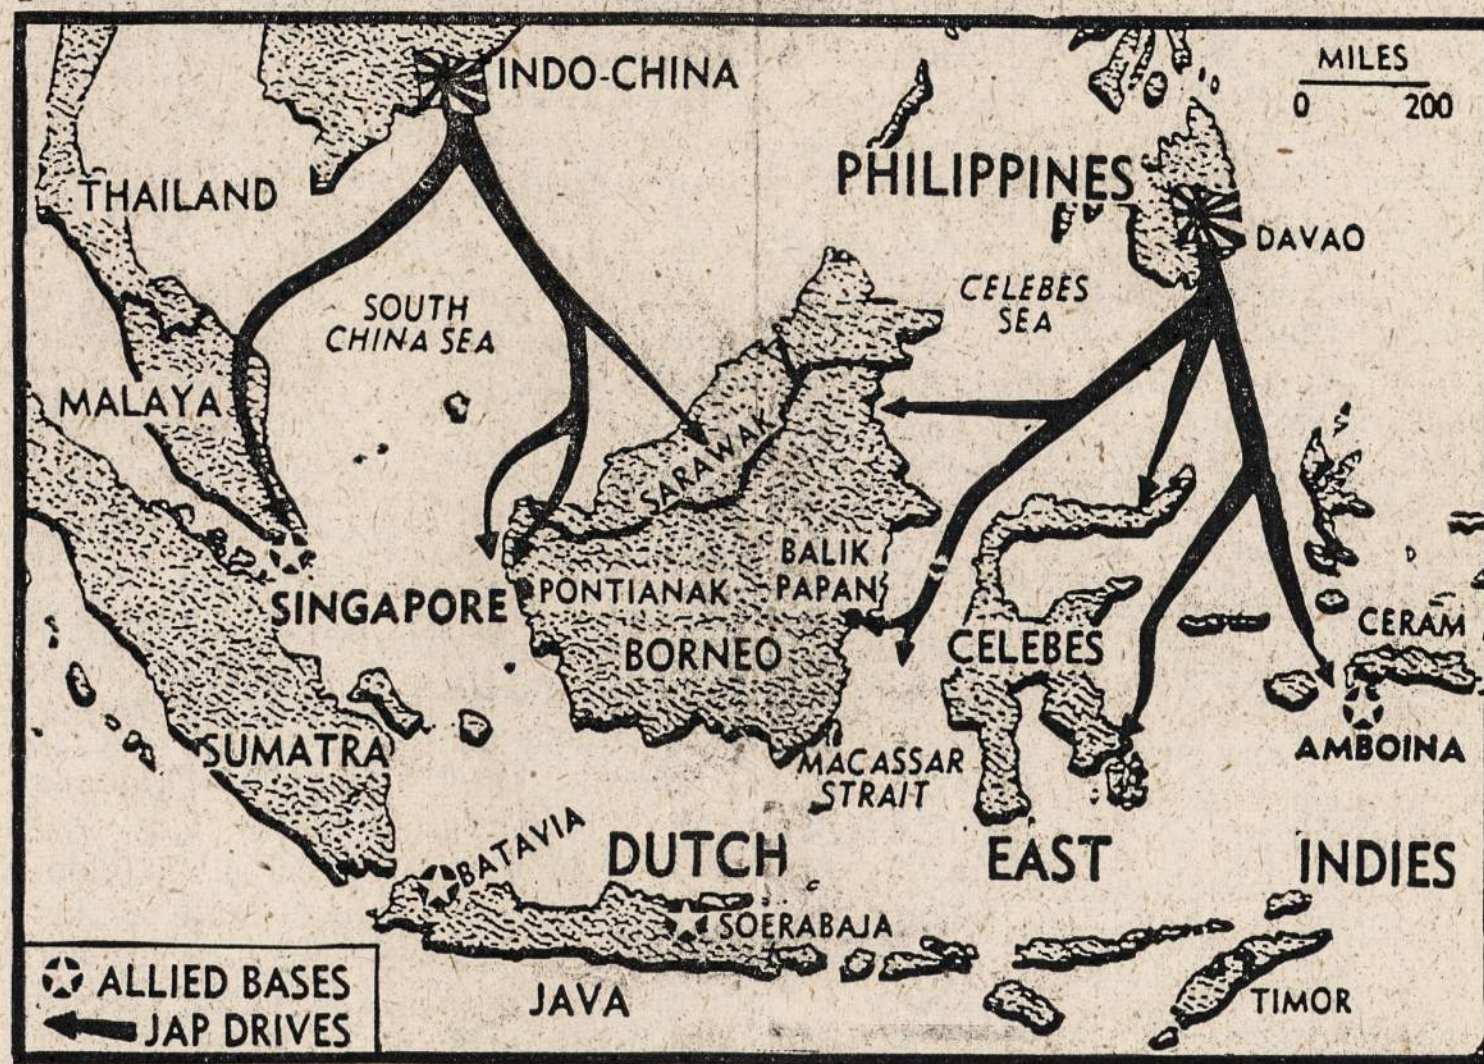 INDO-CHINA
MILES
0 200
THAILAND
PHILIPPINES
DAVAO
SOUTH
CHINA SEA
CELEBES
SEA
MALAYA
SARAWAK
SINGAPORE
PONTIANAK
BALIK
PAPAN
BORNEO
CELEBES
CERAM
SUMATRA
MACASSAR
STRAIT
AMBOINA
BATAVIA
DUTCH EAST INDIES
SOERABAJA
JAVA
TIMOR
ALLIED BASES
JAP DRIVES